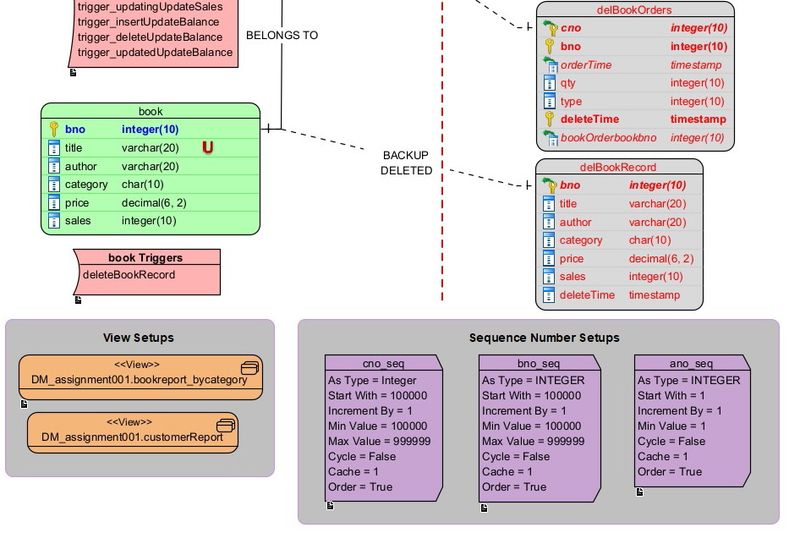 trigger_updatingUpdateSales
trigger_insertUpdateBalance
trigger_deleteUpdateBalance
trigger_updatedUpdateBalance
BELONGS TO
book
bno integer(10)
title varchar(20) U
author varchar(20)
category char(10)
price decimal(6, 2)
sales integer(10)
book Triggers
deleteBookRecord
BACKUP
DELETED
delBookOrders
cno integer(10)
bno integer(10)
orderTime timestamp
qty integer(10)
type integer(10)
deleteTime timestamp
bookOrderbookbno integer(10)
delBookRecord
bno integer(10)
title varchar(20)
author varchar(20)
category char(10)
price decimal(6, 2)
sales integer(10)
deleteTime timestamp
View Setups
<<View>>
DM_assignment001.bookreport_bycategory
<<View>>
DM_assignment001.customerReport
Sequence Number Setups
cno_seq
As Type = Integer
Start With = 100000
Increment By = 1
Min Value = 100000
Max Value = 999999
Cycle = False
Cache = 1
Order = True
bno_seq
As Type = INTEGER
Start With = 100000
Increment By = 1
Min Value = 100000
Max Value = 999999
Cycle = False
Cache = 1
Order = True
ano_seq
As Type = INTEGER
Start With = 1
Increment By = 1
Min Value = 1
Cycle = False
Cache = 1
Order = True